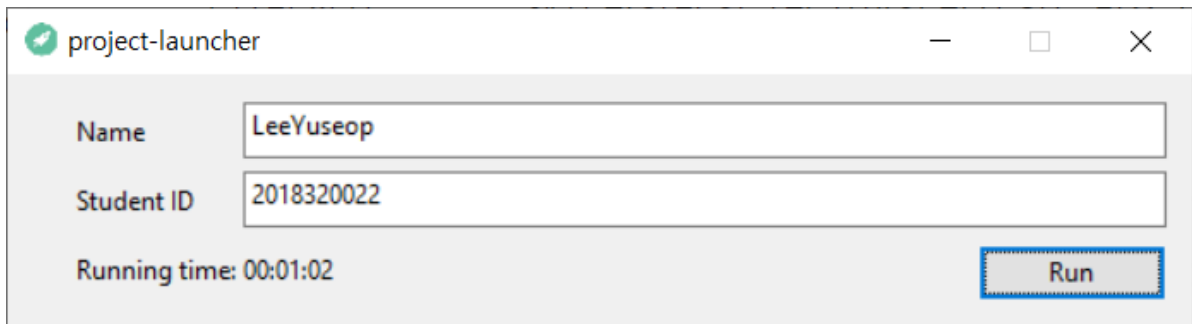 project-launcher
Name LeeYuseop
Student ID 2018320022
Running time: 00:01:02 Run